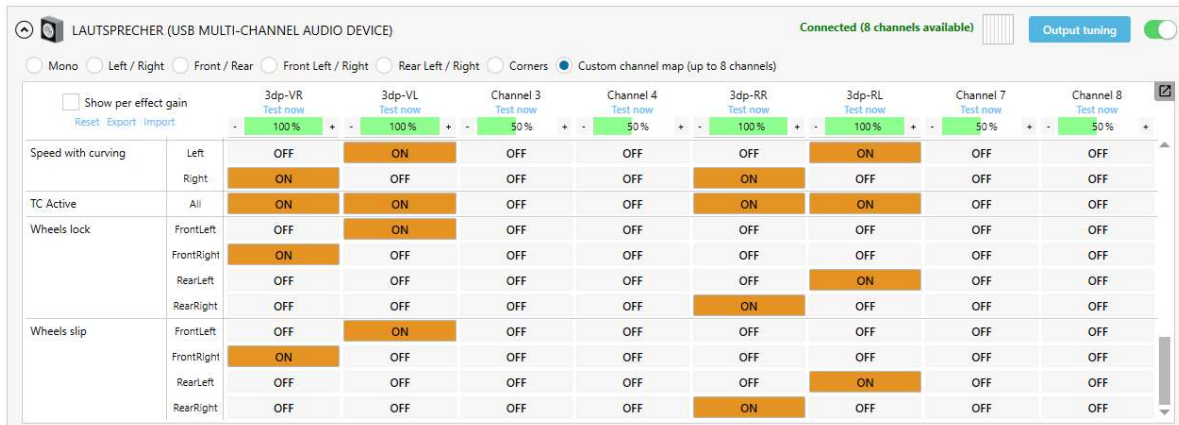 LAUTSPRECHER (USB MULTI-CHANNEL AUDIO DEVICE) Connected (8 channels available) Output tuning
Mono Left / Right Front / Rear Front Left / Right Rear Left / Right Corners Custom channel map (up to 8 channels)
Show per effect gain 3dp-VR 3dp-VL Channel 3 Channel 4 3dp-RR 3dp-RL Channel 7 Channel 8
Reset Export Import Test now Test now Test now Test now Test now Test now Test now Test now
- 100 % + - 100 % + - 50 % + - 50 % + - 100 % + - 100 % + - 50 % + - 50 % +
Speed with curving Left OFF ON OFF OFF OFF ON OFF OFF
Right ON OFF OFF OFF ON OFF OFF OFF
TC Active All ON ON OFF OFF ON ON OFF OFF
Wheels lock FrontLeft OFF ON OFF OFF OFF OFF OFF OFF
FrontRight ON OFF OFF OFF OFF OFF OFF OFF
RearLeft OFF OFF OFF OFF OFF ON OFF OFF
RearRight OFF OFF OFF OFF ON OFF OFF OFF
Wheels slip FrontLeft OFF ON OFF OFF OFF OFF OFF OFF
FrontRight ON OFF OFF OFF OFF OFF OFF OFF
RearLeft OFF OFF OFF OFF OFF ON OFF OFF
RearRight OFF OFF OFF OFF ON OFF OFF OFF